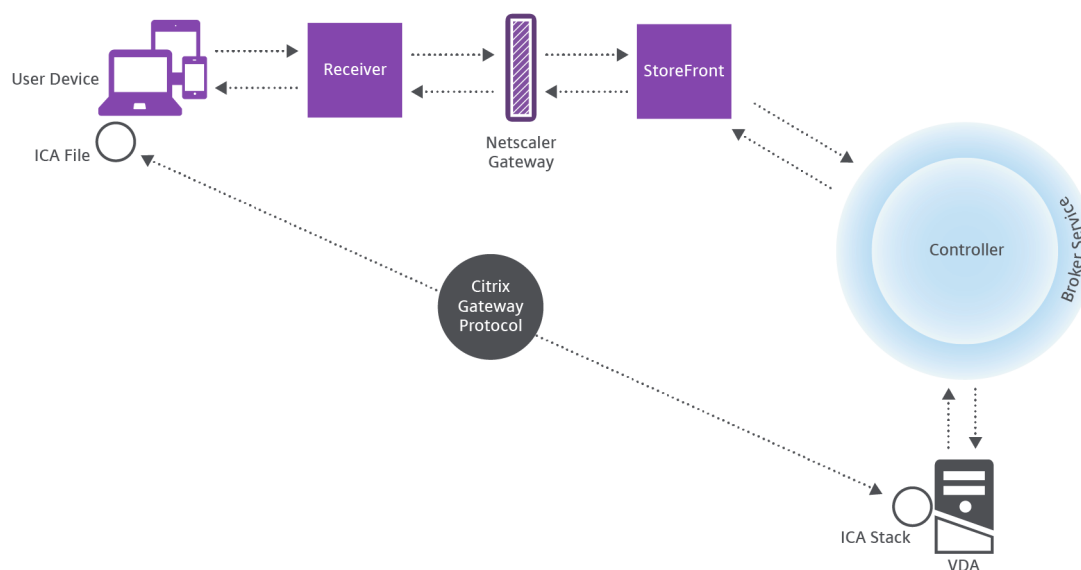 User Device
Receiver
StoreFront
Netscaler
Gateway
ICA File
Controller
Broker Service
Citrix
Gateway
Protocol
ICA Stack
VDA